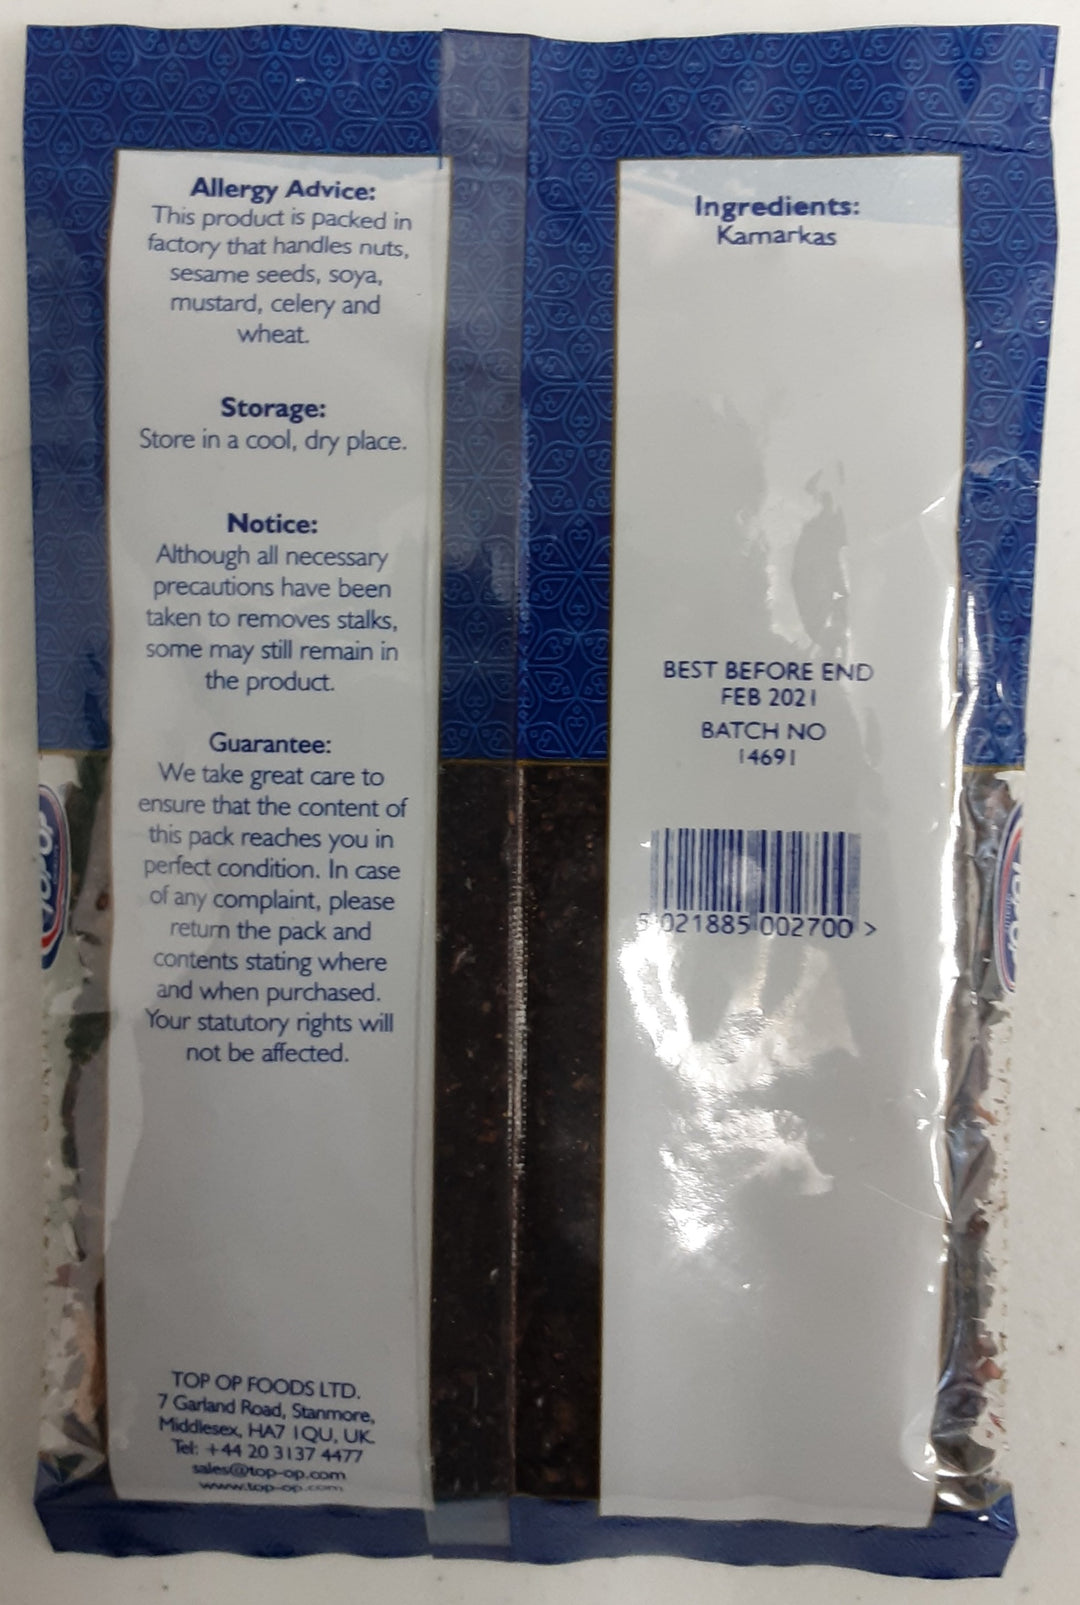 Allergy Advice:
This product is packed in
factory that handles nuts,
sesame seeds, soya,
mustard, celery and
wheat.
Storage:
Store in a cool, dry place.
Notice:
Although all necessary
precautions have been
taken to removes stalks,
some may still remain in
the product.
Guarantee:
We take great care to
ensure that the content of
this pack reaches you in
perfect condition. In case
of any complaint, please
return the pack and
contents stating where
and when purchased.
Your statutory rights will
not be affected.
TOP OP FOODS LTD.
7 Garland Road, Stanmore,
Middlesex, HA7 1QU, UK.
Tel: +44 20 3137 4477
sales@top-op.com
www.top-op.com
Ingredients:
Kamarkas
BEST BEFORE END
FEB 2021
BATCH NO
14691
5 021885 002700 >